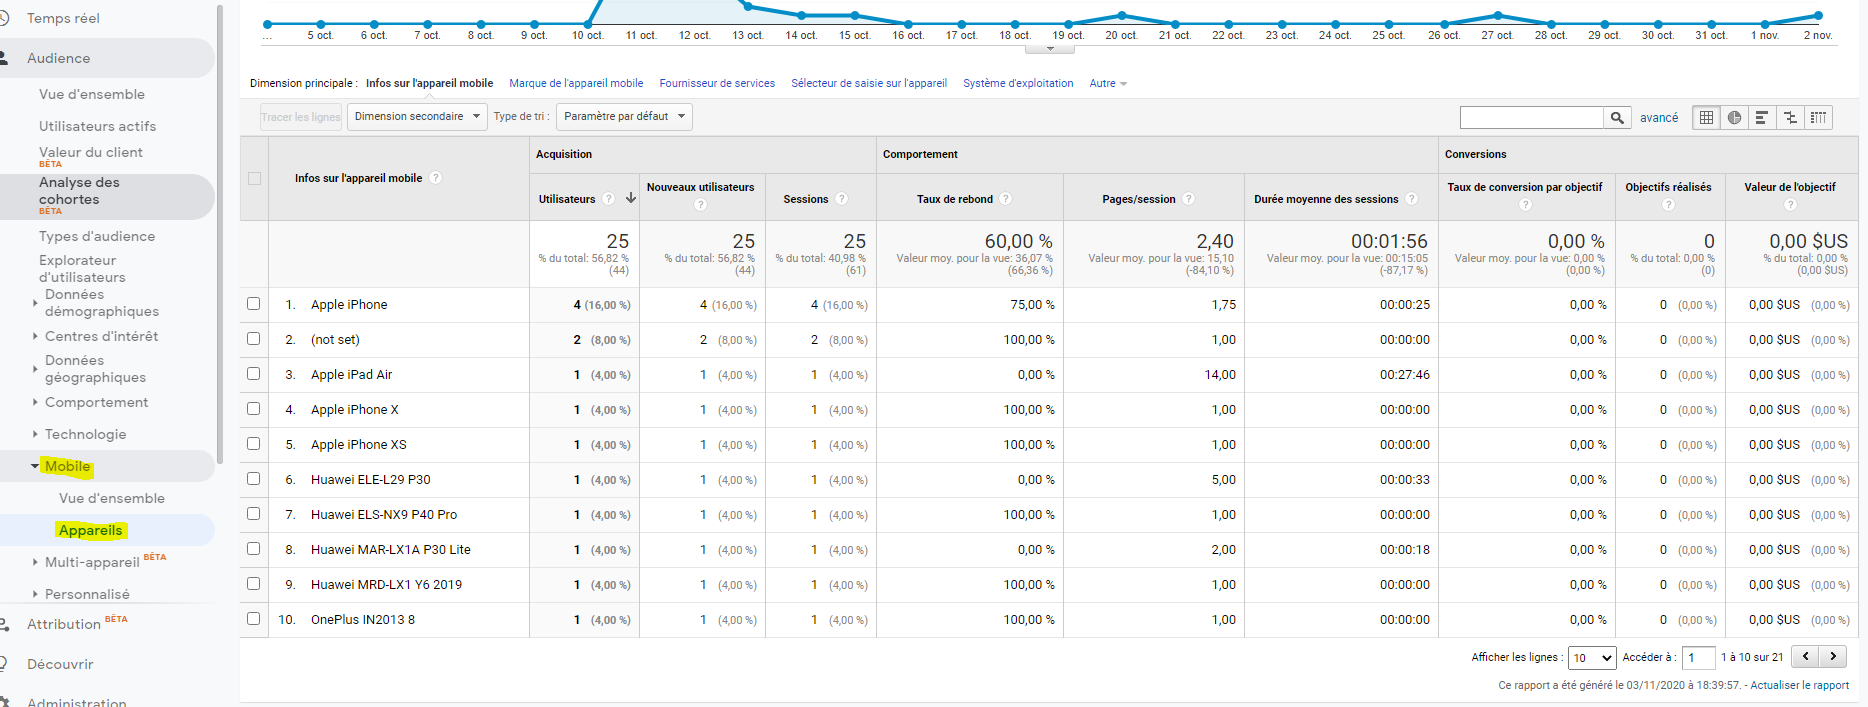 Temps réel
Audience
Vue d'ensemble
Utilisateurs actifs
Valeur du client
BÊTA
Analyse des
cohortes
BÊTA
Types d'audience
Explorateur
d'utilisateurs
Données
démographiques
Centres d'intérêt
Données
géographiques
Comportement
Technologie
Mobile
Vue d'ensemble
Appareils
Multi-appareil BÊTA
Personnalisé
Attribution BÊTA
Découvrir
Administration
... 5 oct. 6 oct. 7 oct. 8 oct. 9 oct. 10 oct. 11 oct. 12 oct. 13 oct. 14 oct. 15 oct. 16 oct. 17 oct. 18 oct. 19 oct. 20 oct. 21 oct. 22 oct. 23 oct. 24 oct. 25 oct. 26 oct. 27 oct. 28 oct. 29 oct. 30 oct. 31 oct. 1 nov. 2 nov.
Dimension principale : Infos sur l'appareil mobile Marque de l'appareil mobile Fournisseur de services Sélecteur de saisie sur l'appareil Système d'exploitation Autre
Tracer les lignes Dimension secondaire Type de tri : Paramètre par défaut avancé
Infos sur l'appareil mobile ? Acquisition Comportement Conversions
Utilisateurs ? Nouveaux utilisateurs ? Sessions ? Taux de rebond ? Pages/session ? Durée moyenne des sessions ? Taux de conversion par objectif ? Objectifs réalisés ? Valeur de l'objectif ?
25 25 25 60,00 % 2,40 00:01:56 0,00 % 0 0,00 $US
% du total: 56,82 % % du total: 56,82 % % du total: 40,98 % Valeur moy. pour la vue: 36,07 % Valeur moy. pour la vue: 15,10 Valeur moy. pour la vue: 00:15:05 Valeur moy. pour la vue: 0,00 % % du total: 0,00 % % du total: 0,00 %
(44) (44) (61) (66,36 %) (-84,10 %) (-87,17 %) (0,00 %) (0) (0,00 $US)
1. Apple iPhone 4 (16,00 %) 4 (16,00 %) 4 (16,00 %) 75,00 % 1,75 00:00:25 0,00 % 0 (0,00 %) 0,00 $US (0,00 %)
2. (not set) 2 (8,00 %) 2 (8,00 %) 2 (8,00 %) 100,00 % 1,00 00:00:00 0,00 % 0 (0,00 %) 0,00 $US (0,00 %)
3. Apple iPad Air 1 (4,00 %) 1 (4,00 %) 1 (4,00 %) 0,00 % 14,00 00:27:46 0,00 % 0 (0,00 %) 0,00 $US (0,00 %)
4. Apple iPhone X 1 (4,00 %) 1 (4,00 %) 1 (4,00 %) 100,00 % 1,00 00:00:00 0,00 % 0 (0,00 %) 0,00 $US (0,00 %)
5. Apple iPhone XS 1 (4,00 %) 1 (4,00 %) 1 (4,00 %) 100,00 % 1,00 00:00:00 0,00 % 0 (0,00 %) 0,00 $US (0,00 %)
6. Huawei ELE-L29 P30 1 (4,00 %) 1 (4,00 %) 1 (4,00 %) 0,00 % 5,00 00:00:33 0,00 % 0 (0,00 %) 0,00 $US (0,00 %)
7. Huawei ELS-NX9 P40 Pro 1 (4,00 %) 1 (4,00 %) 1 (4,00 %) 100,00 % 1,00 00:00:00 0,00 % 0 (0,00 %) 0,00 $US (0,00 %)
8. Huawei MAR-LX1A P30 Lite 1 (4,00 %) 1 (4,00 %) 1 (4,00 %) 0,00 % 2,00 00:00:18 0,00 % 0 (0,00 %) 0,00 $US (0,00 %)
9. Huawei MRD-LX1 Y6 2019 1 (4,00 %) 1 (4,00 %) 1 (4,00 %) 100,00 % 1,00 00:00:00 0,00 % 0 (0,00 %) 0,00 $US (0,00 %)
10. OnePlus IN2013 8 1 (4,00 %) 1 (4,00 %) 1 (4,00 %) 100,00 % 1,00 00:00:00 0,00 % 0 (0,00 %) 0,00 $US (0,00 %)
Afficher les lignes : 10 Accéder à : 1 1 à 10 sur 21
Ce rapport a été généré le 03/11/2020 à 18:39:57. - Actualiser le rapport